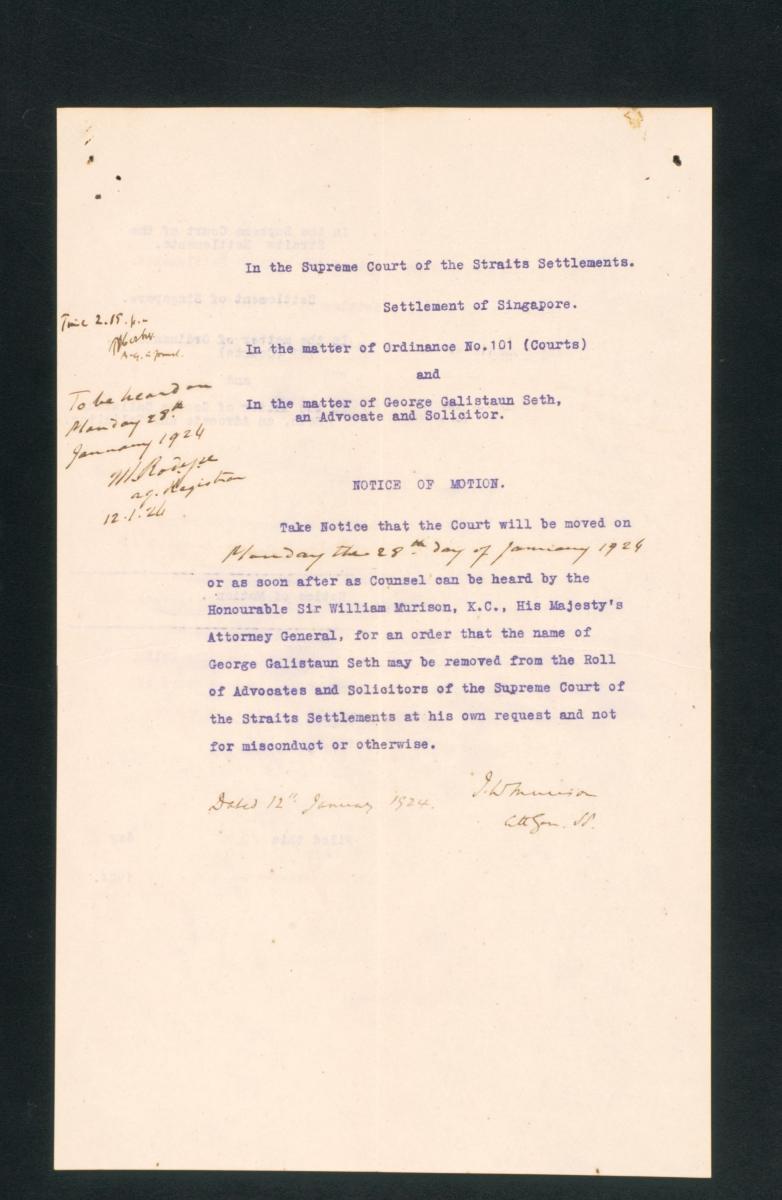 In the Supreme Court of the Straits Settlements.
Settlement of Singapore.
In the matter of Ordinance No.101 (Courts)
and
In the matter of George Galistaun Seth,
an Advocate and Solicitor.
Time 2.15. p.
To be heard on
Monday 28th
January 1924
ag. Registrar
12.1.24
NOTICE OF MOTION.
Take Notice that the Court will be moved on
Monday the 28th day of January 1924
or as soon after as Counsel can be heard by the
Honourable Sir William Murison, K.C., His Majesty's
Attorney General, for an order that the name of
George Galistaun Seth may be removed from the Roll
of Advocates and Solicitors of the Supreme Court of
the Straits Settlements at his own request and not
for misconduct or otherwise.
Dated 12th January 1924.
J.W Murison
Att Gen. SS.